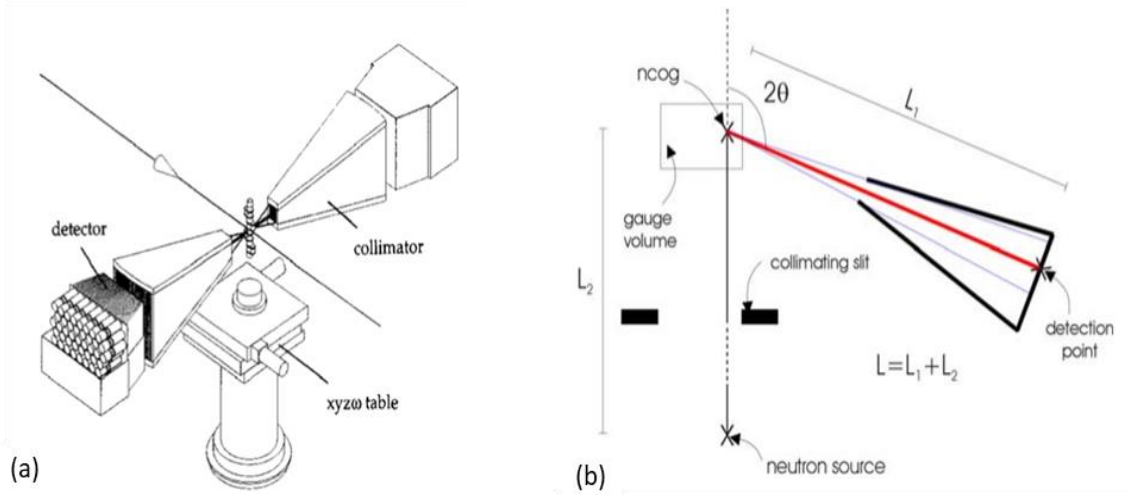 detector
collimator
xyzω table
(a)
ncog
2θ
L₁
gauge
volume
L₂
collimating slit
detection
point
L=L₁+L₂
neutron source
(b)